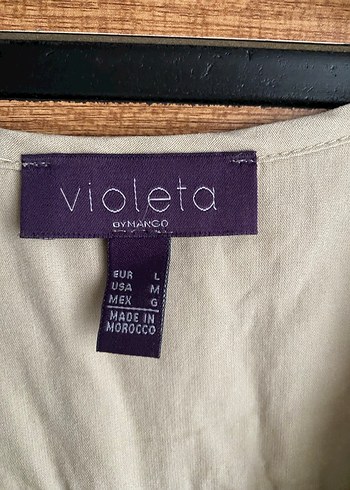 violeta
BY MANGO
EUR L
USA M
MEX G
MADE IN
MOROCCO